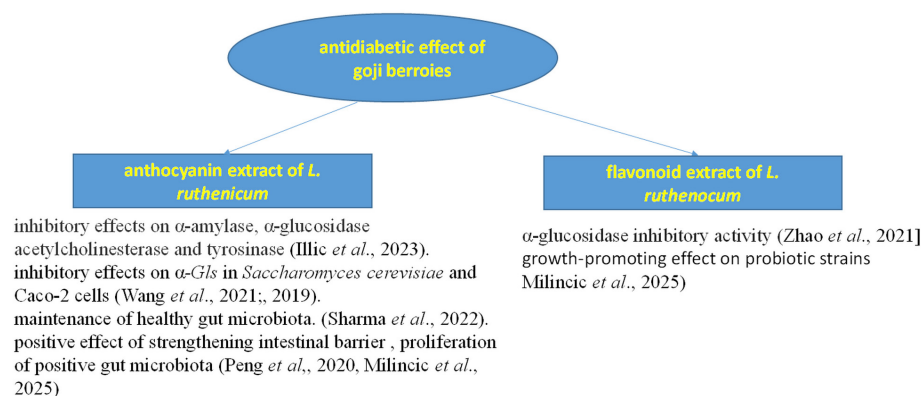 antidiabetic effect of
goji berroies
anthocyanin extract of L.
ruthenicum
flavonoid extract of L.
ruthenocum
inhibitory effects on α-amylase, α-glucosidase
acetylcholinesterase and tyrosinase (Illic et al., 2023).
inhibitory effects on α-Gls in Saccharomyces cerevisiae and
Caco-2 cells (Wang et al., 2021;, 2019).
maintenance of healthy gut microbiota. (Sharma et al., 2022).
positive effect of strengthening intestinal barrier , proliferation
of positive gut microbiota (Peng et al,, 2020, Milincic et al.,
2025)
α-glucosidase inhibitory activity (Zhao et al., 2021]
growth-promoting effect on probiotic strains
Milincic et al., 2025)